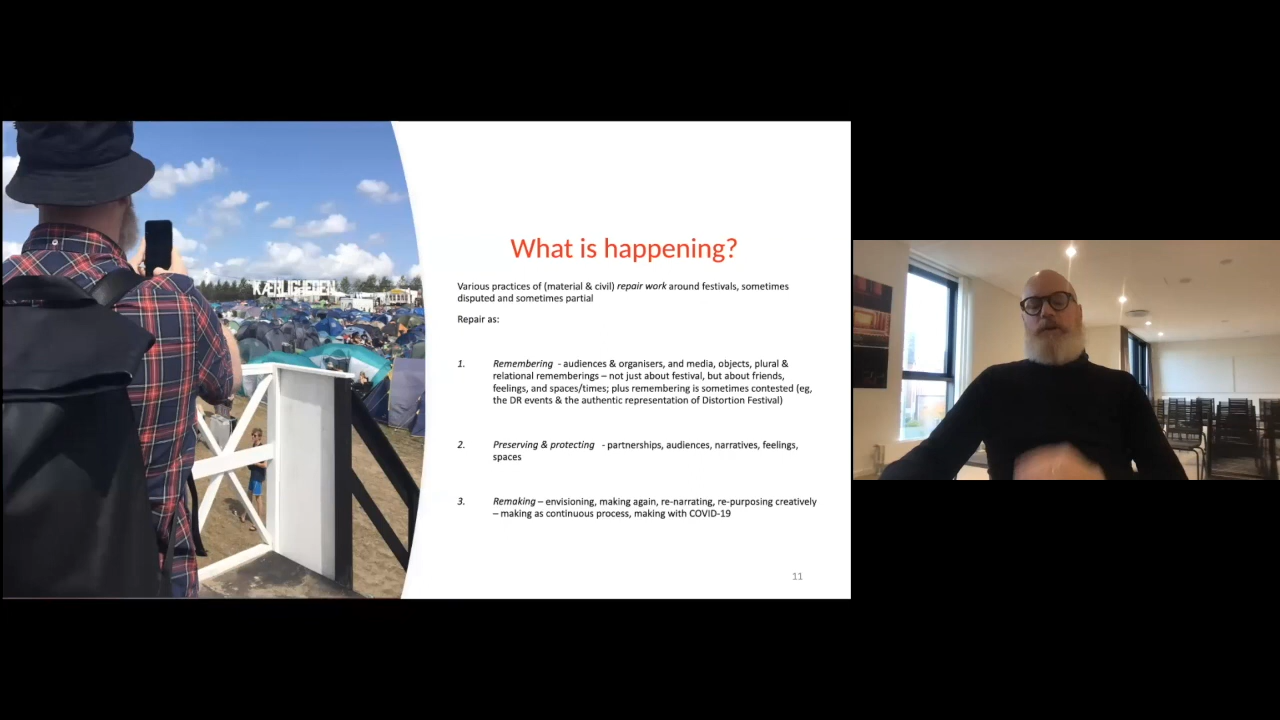 KÆRLIGHEDEN
What is happening?
Various practices of (material & civil) repair work around festivals, sometimes
disputed and sometimes partial
Repair as:
1. Remembering - audiences & organisers, and media, objects, plural &
relational rememberings – not just about festival, but about friends,
feelings, and spaces/times; plus remembering is sometimes contested (eg,
the DR events & the authentic representation of Distortion Festival)
2. Preserving & protecting - partnerships, audiences, narratives, feelings,
spaces
3. Remaking – envisioning, making again, re-narrating, re-purposing creatively
– making as continuous process, making with COVID-19
11